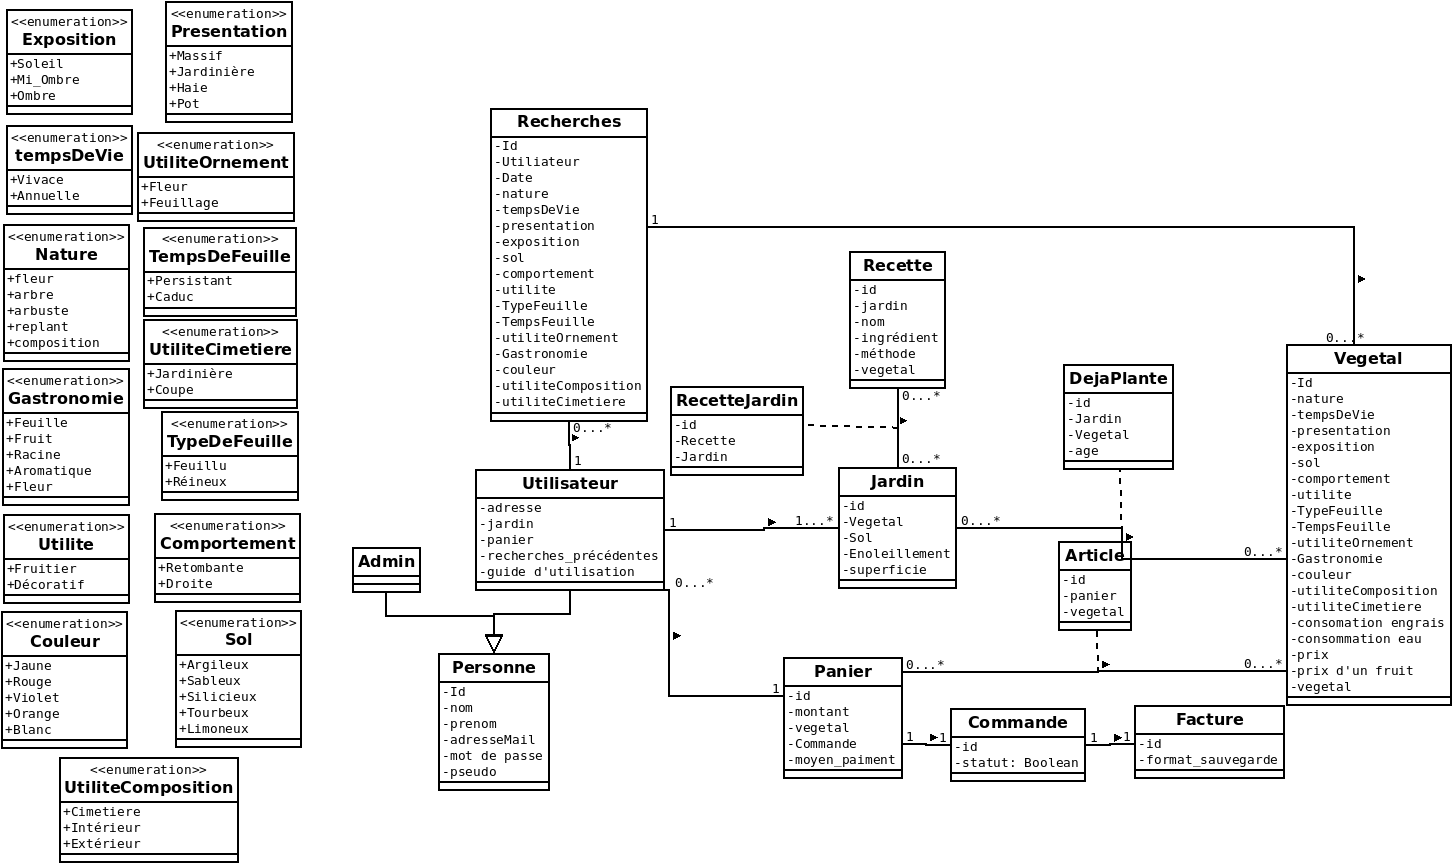 <<enumeration>>
Exposition
+Soleil
+Mi_Ombre
+Ombre
<<enumeration>>
Presentation
+Massif
+Jardinière
+Haie
+Pot
<<enumeration>>
tempsDeVie
+Vivace
+Annuelle
<<enumeration>>
UtiliteOrnement
+Fleur
+Feuillage
<<enumeration>>
Nature
+fleur
+arbre
+arbuste
+replant
+composition
<<enumeration>>
TempsDeFeuille
+Persistant
+Caduc
<<enumeration>>
UtiliteCimetiere
+Jardinière
+Coupe
<<enumeration>>
Gastronomie
+Feuille
+Fruit
+Racine
+Aromatique
+Fleur
<<enumeration>>
TypeDeFeuille
+Feuillu
+Réineux
<<enumeration>>
Utilite
+Fruitier
+Décoratif
<<enumeration>>
Comportement
+Retombante
+Droite
<<enumeration>>
Couleur
+Jaune
+Rouge
+Violet
+Orange
+Blanc
<<enumeration>>
Sol
+Argileux
+Sableux
+Silicieux
+Tourbeux
+Limoneux
<<enumeration>>
UtiliteComposition
+Cimetiere
+Intérieur
+Extérieur
Recherches
-Id
-Utiliateur
-Date
-nature
-tempsDeVie
-presentation
-exposition
-sol
-comportement
-utilite
-TypeFeuille
-TempsFeuille
-utiliteOrnement
-Gastronomie
-couleur
-utiliteComposition
-utiliteCimetiere
1
0...*
0...*
1
Utilisateur
-adresse
-jardin
-panier
-recherches_précédentes
-guide d'utilisation
1
1...*
0...*
1
Admin
Personne
-Id
-nom
-prenom
-adresseMail
-mot de passe
-pseudo
RecetteJardin
-id
-Recette
-Jardin
Recette
-id
-jardin
-nom
-ingrédient
-méthode
-vegetal
0...*
0...*
Jardin
-id
-Vegetal
-Sol
-Enoleillement
-superficie
0...*
0...*
DejaPlante
-id
-Jardin
-Vegetal
-age
Article
-id
-panier
-vegetal
Panier
-id
-montant
-vegetal
-Commande
-moyen_paiment
0...*
0...*
1
1
Commande
-id
-statut: Boolean
1
1
Facture
-id
-format_sauvegarde
Vegetal
-Id
-nature
-tempsDeVie
-presentation
-exposition
-sol
-comportement
-utilite
-TypeFeuille
-TempsFeuille
-utiliteOrnement
-Gastronomie
-couleur
-utiliteComposition
-utiliteCimetiere
-consomation engrais
-consommation eau
-prix
-prix d'un fruit
-vegetal